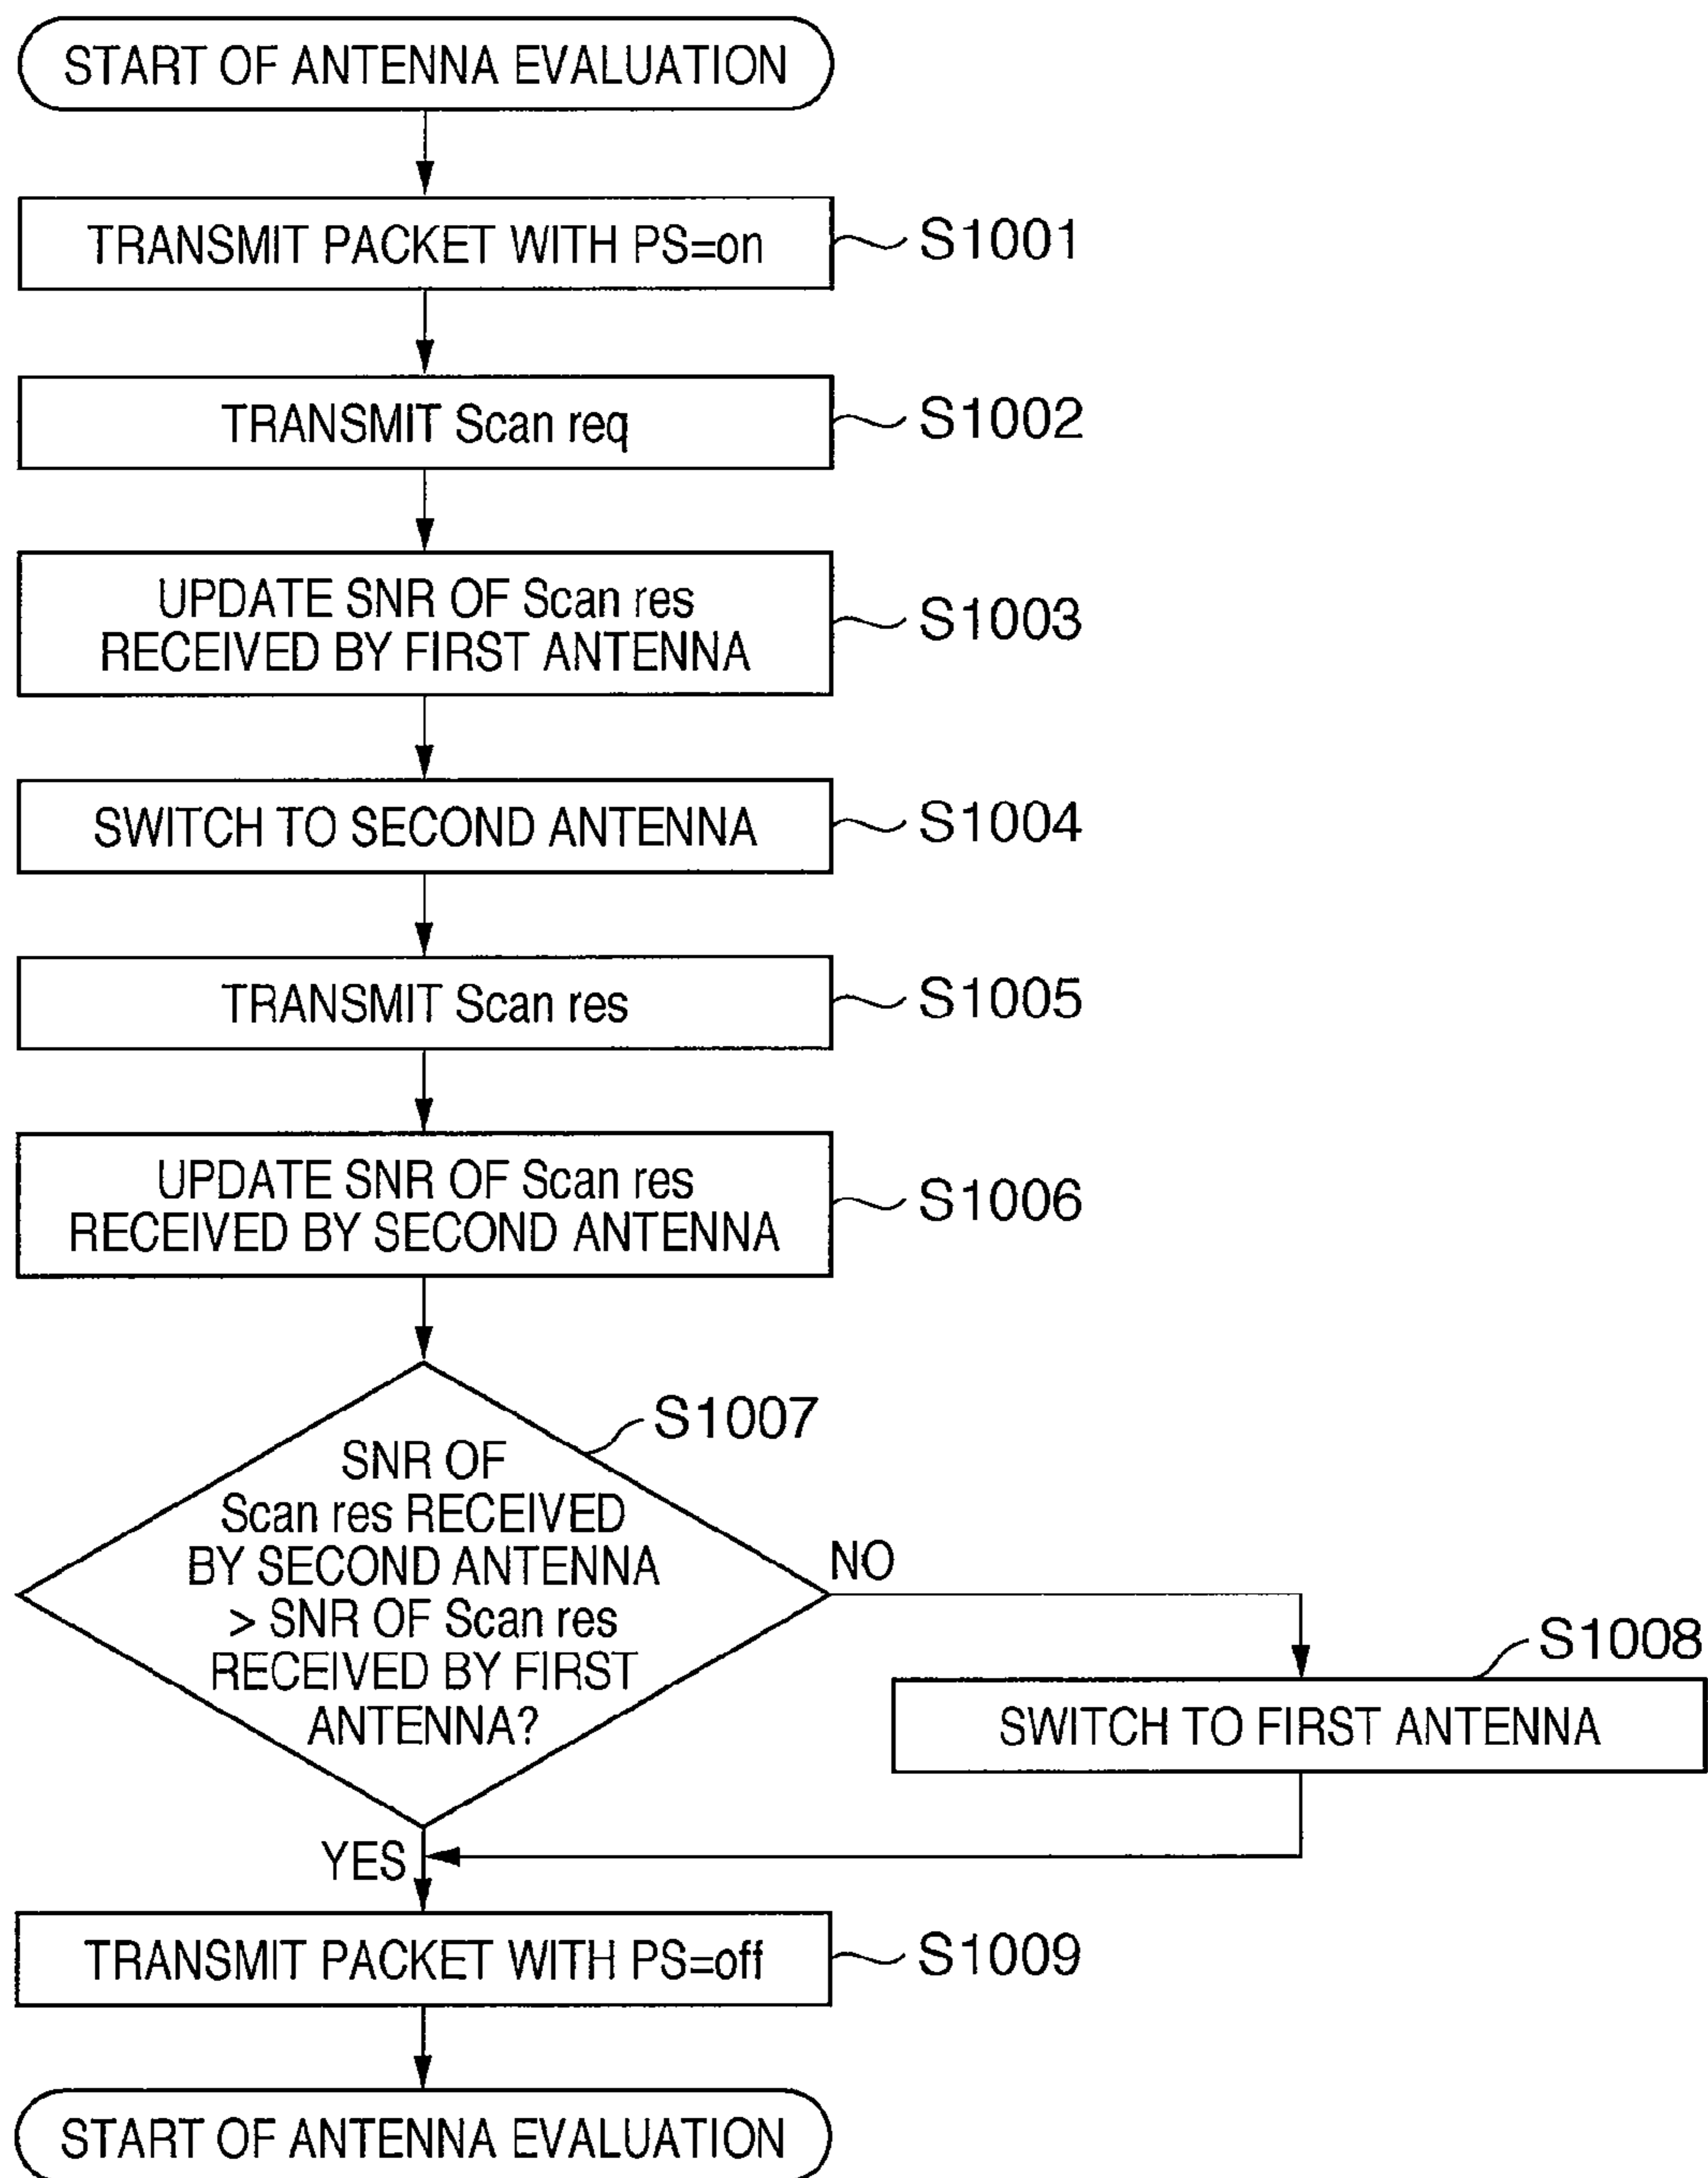 START OF ANTENNA EVALUATION
TRANSMIT PACKET WITH PS=on
S1001
TRANSMIT Scan req
S1002
UPDATE SNR OF Scan res
RECEIVED BY FIRST ANTENNA
S1003
SWITCH TO SECOND ANTENNA
S1004
TRANSMIT Scan res
S1005
UPDATE SNR OF Scan res
RECEIVED BY SECOND ANTENNA
S1006
S1007
SNR OF
Scan res RECEIVED
BY SECOND ANTENNA
> SNR OF Scan res
RECEIVED BY FIRST
ANTENNA?
NO
S1008
SWITCH TO FIRST ANTENNA
YES
TRANSMIT PACKET WITH PS=off
S1009
START OF ANTENNA EVALUATION